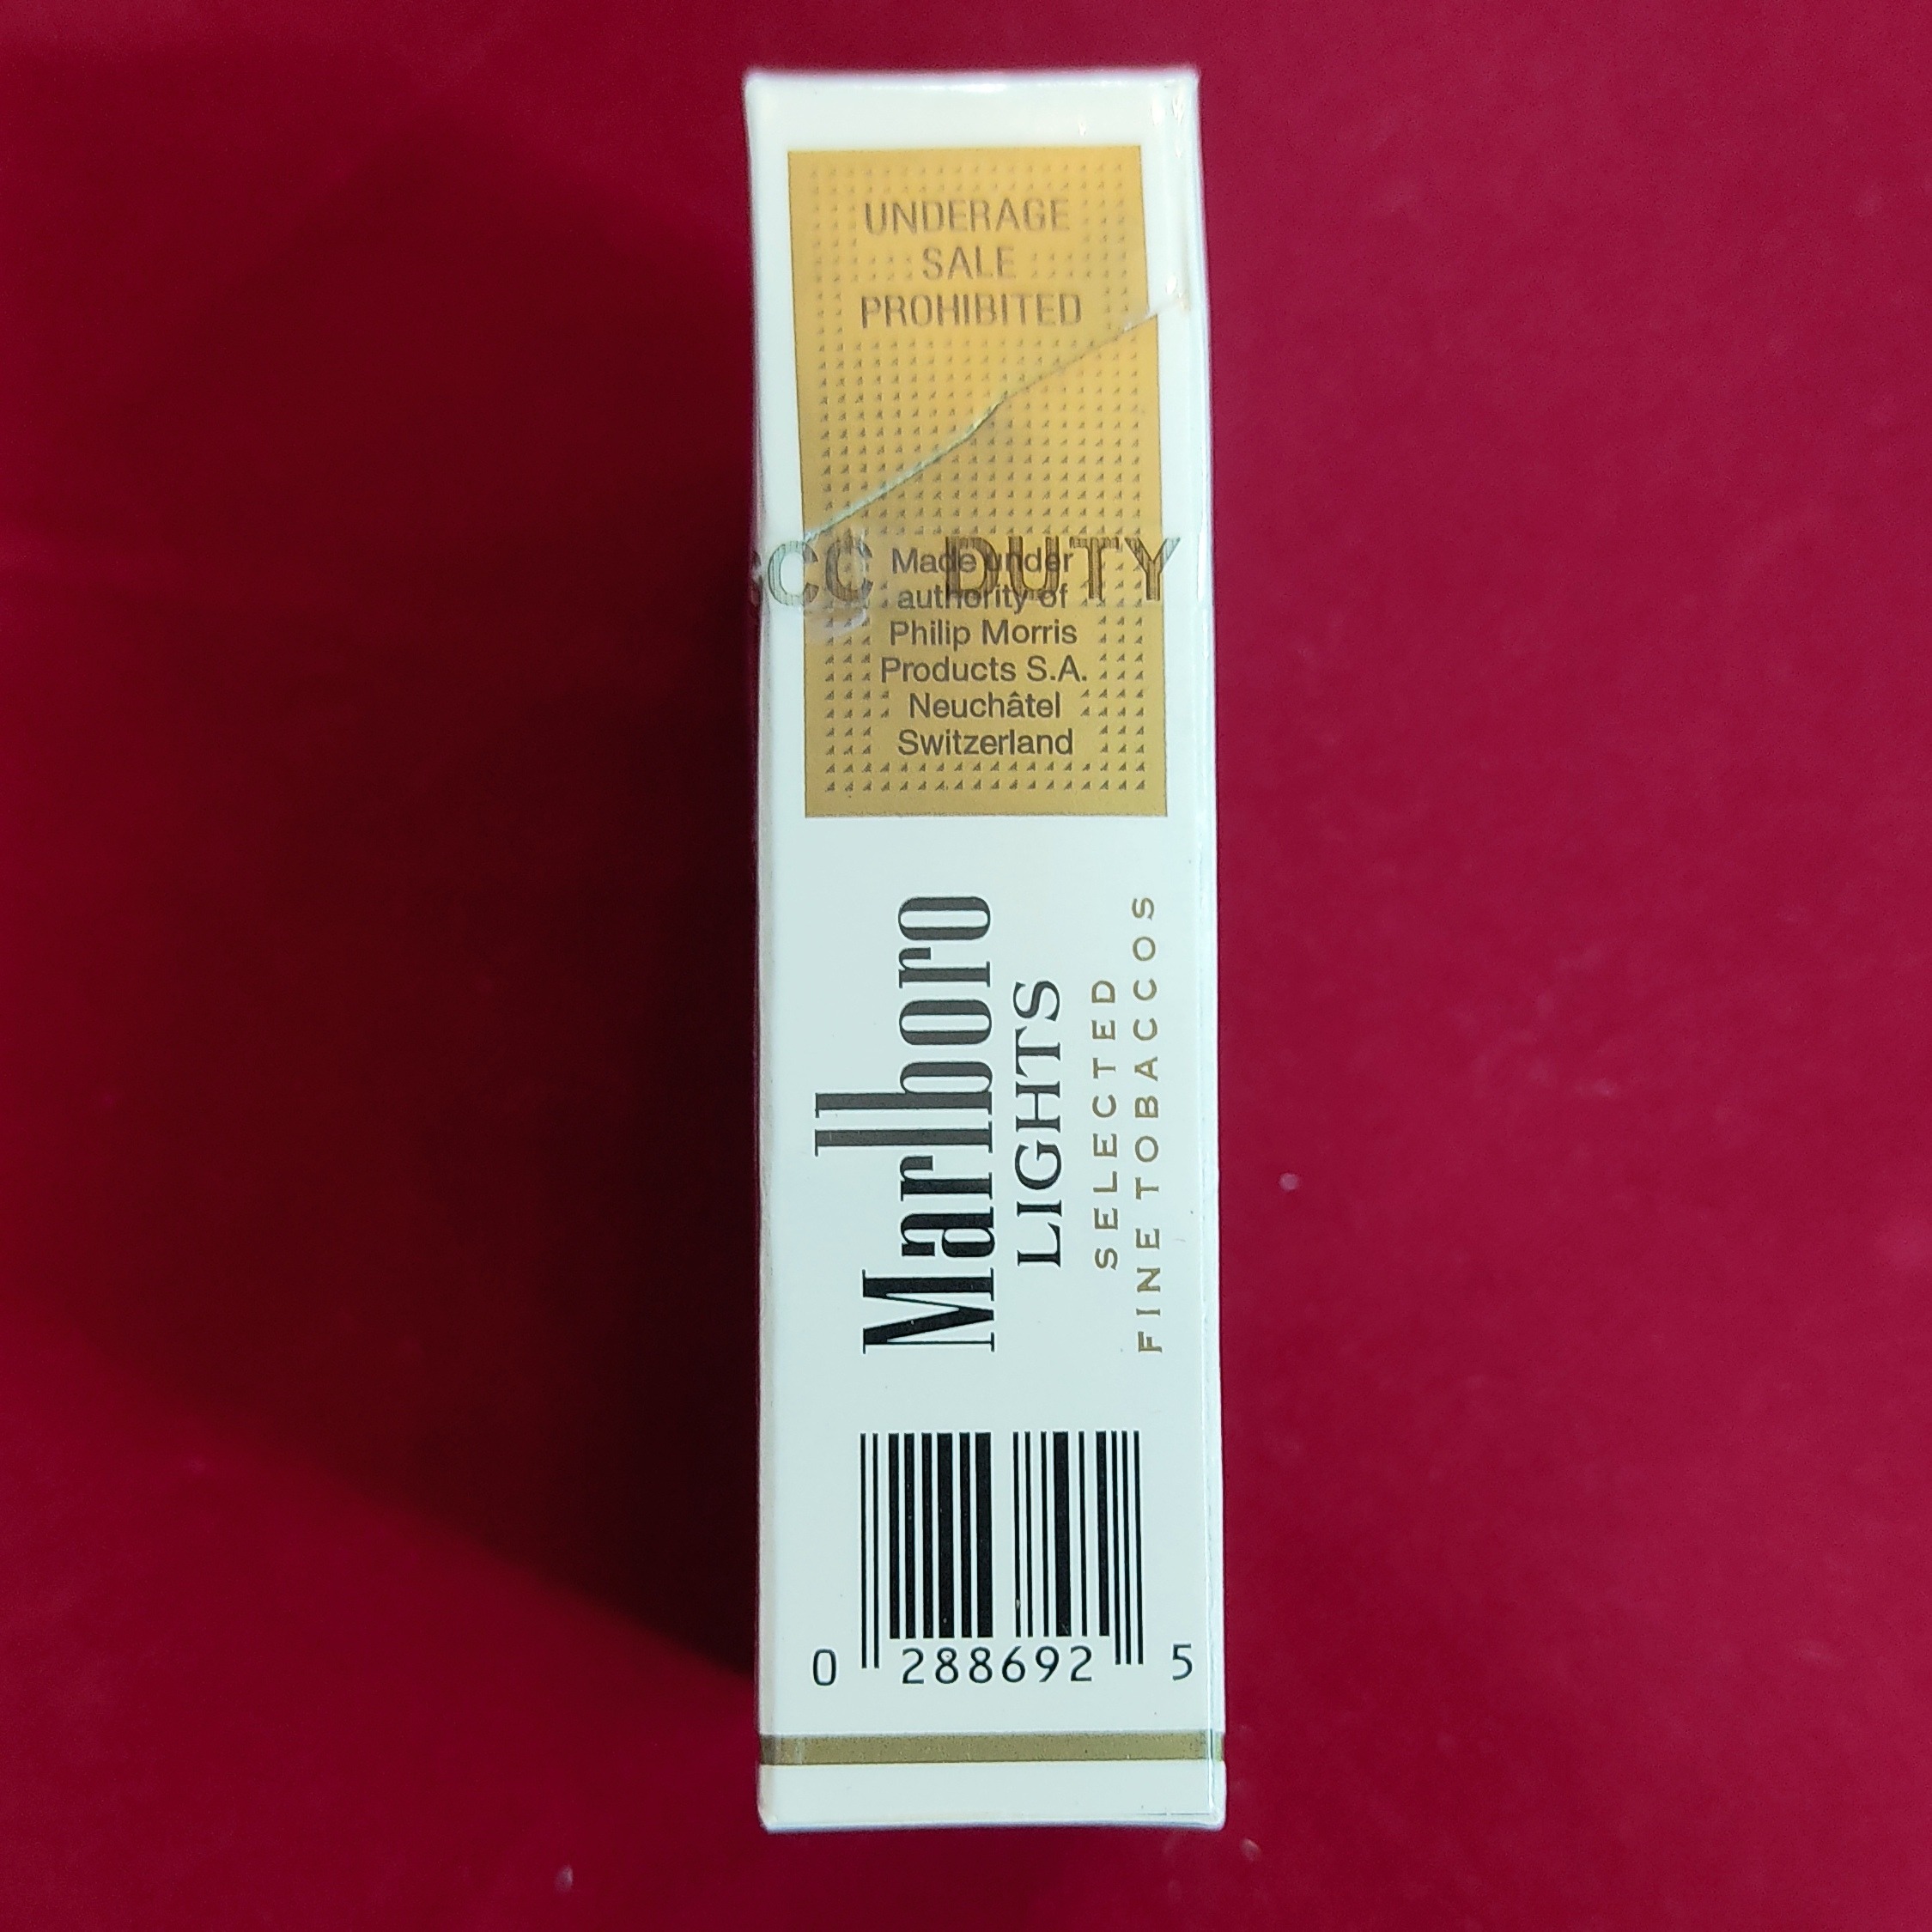 UNDERAGE
SALE
PROHIBITED
CC DUTY
Made under
authority of
Philip Morris
Products S.A.
Neuchâtel
Switzerland
Marlboro
LIGHTS
SELECTED
FINE TOBACCOS
0 288692 5